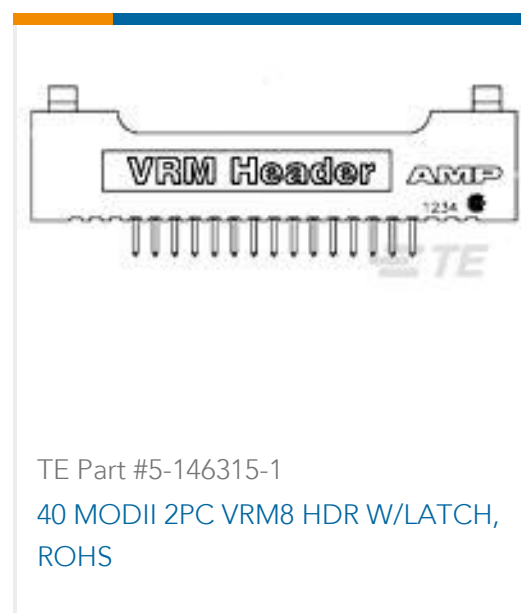 VRM Header
AMP
1234
TE
TE Part #5-146315-1
40 MODII 2PC VRM8 HDR W/LATCH,
ROHS